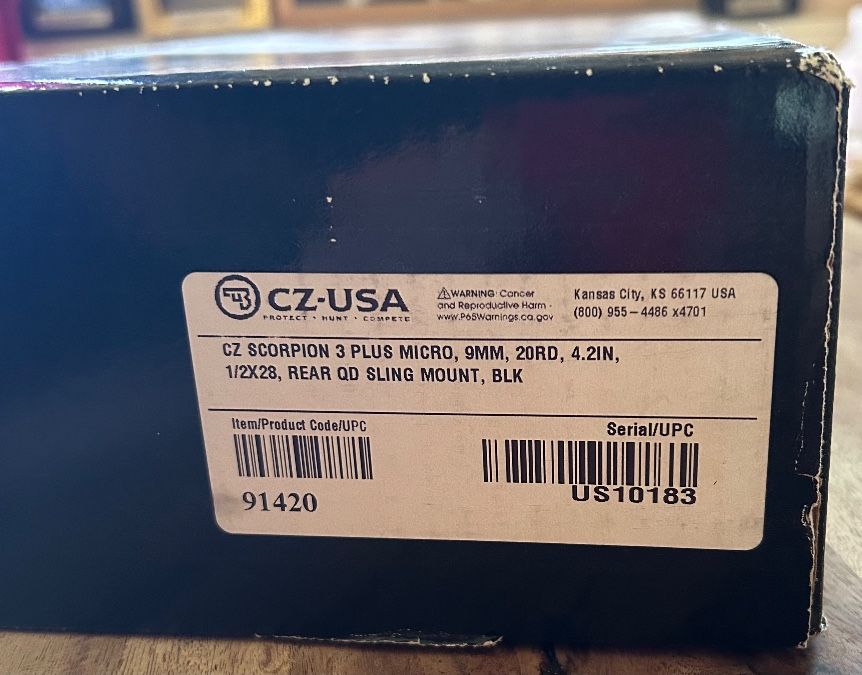 CZ-USA
PROTECT • HUNT • COMPETE
⚠WARNING: Cancer
and Reproductive Harm -
www.P65Warnings.ca.gov
Kansas City, KS 66117 USA
(800) 955-4486 x4701
CZ SCORPION 3 PLUS MICRO, 9MM, 20RD, 4.2IN,
1/2X28, REAR QD SLING MOUNT, BLK
Item/Product Code/UPC
91420
Serial/UPC
US10183